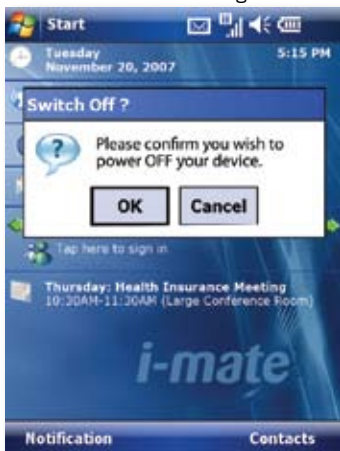 Start
Tuesday
November 20, 2007
5:15 PM
Switch Off ?
Please confirm you wish to
power OFF your device.
OK
Cancel
Tap here to sign in
Thursday: Health Insurance Meeting
10:30AM-11:30AM (Large Conference Room)
i-mate
Notification
Contacts